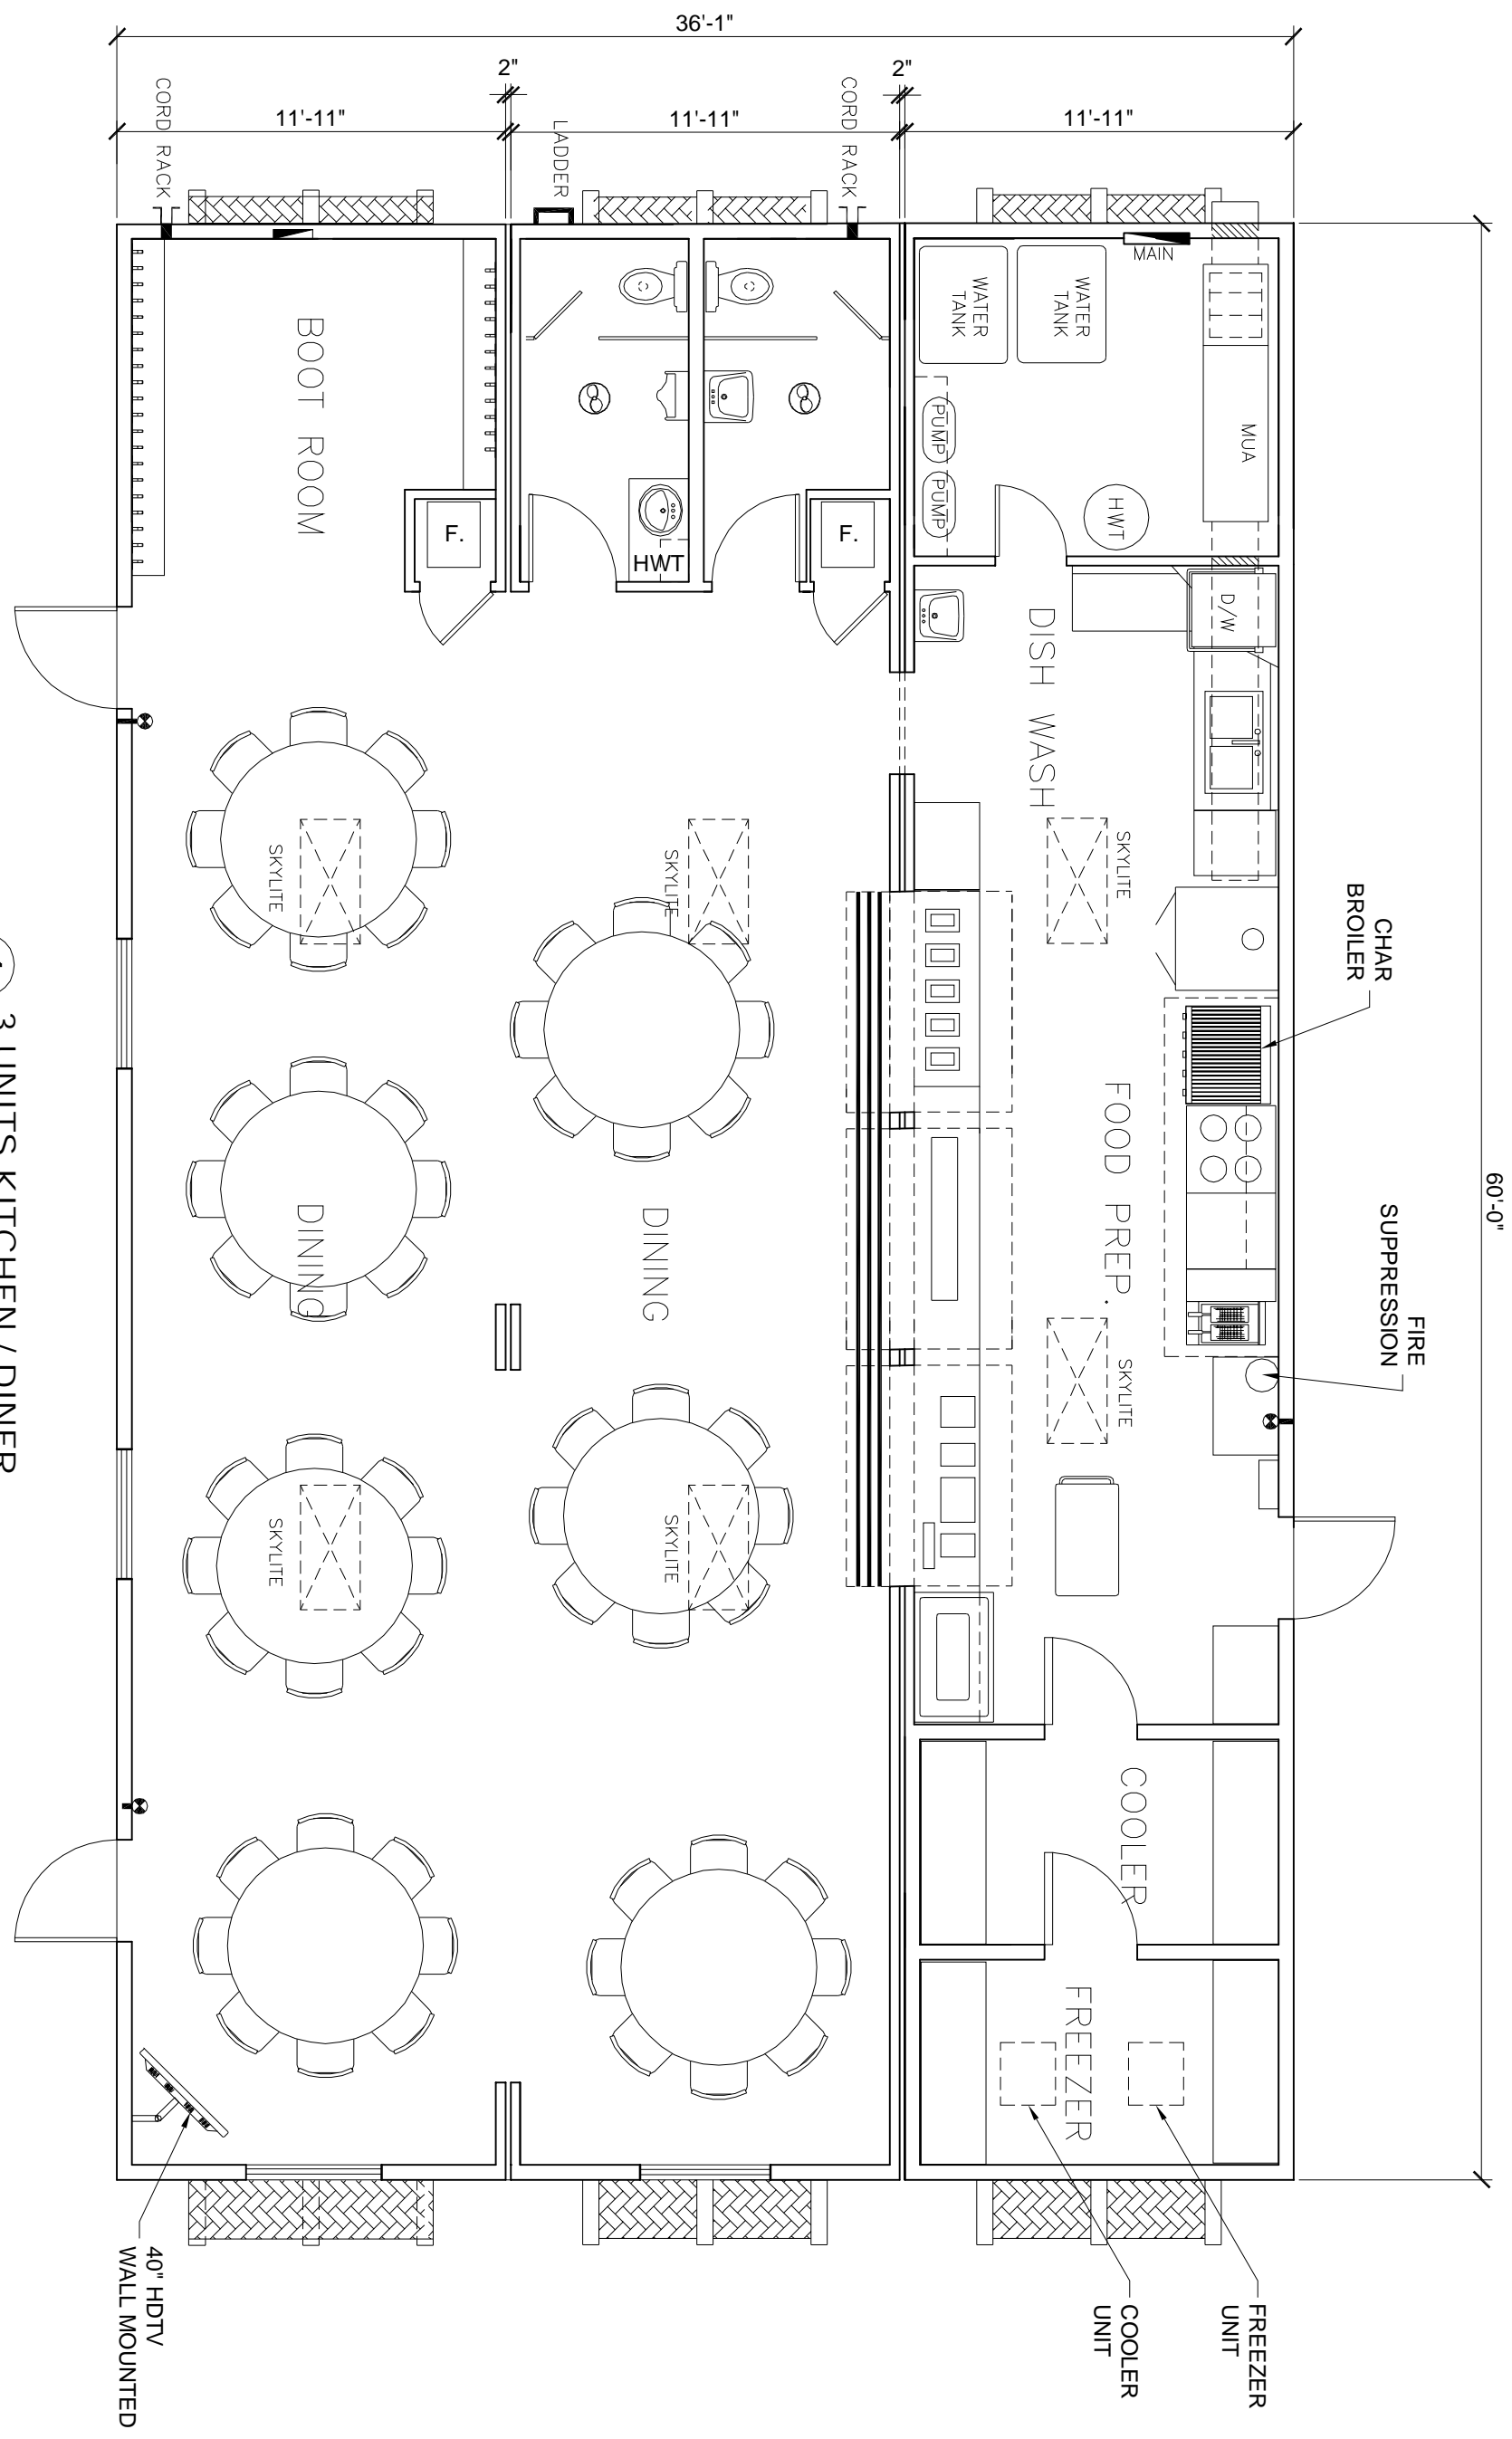 36'-1"
2"
2"
11'-11"
11'-11"
11'-11"
CORD RACK
LADDER
CORD RACK
MAIN
WATER
TANK
WATER
TANK
MUA
BOOT ROOM
PUMP
PUMP
HWT
F.
HWT
F.
D/W
DISH WASH
SKYLITE
SKYLITE
SKYLITE
CHAR
BROILER
FOOD PREP.
60'-0"
FIRE
SUPPRESSION
DINING
DINING
SKYLITE
SKYLITE
SKYLITE
3 UNITS KITCHEN / DINER
COOLER
FREEZER
40" HDTV
WALL MOUNTED
COOLER
UNIT
FREEZER
UNIT